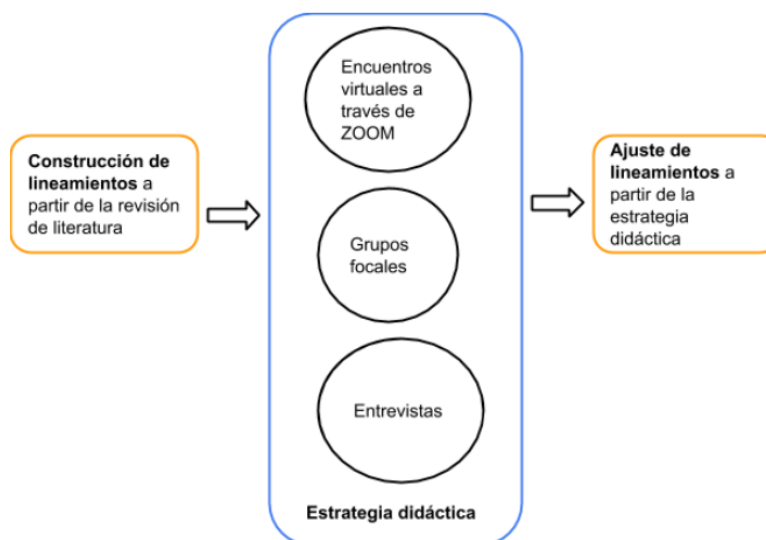 Construcción de
lineamientos a
partir de la revisión
de literatura
Encuentros
virtuales a
través de
ZOOM
Grupos
focales
Entrevistas
Estrategia didáctica
Ajuste de
lineamientos a
partir de la
estrategia
didáctica